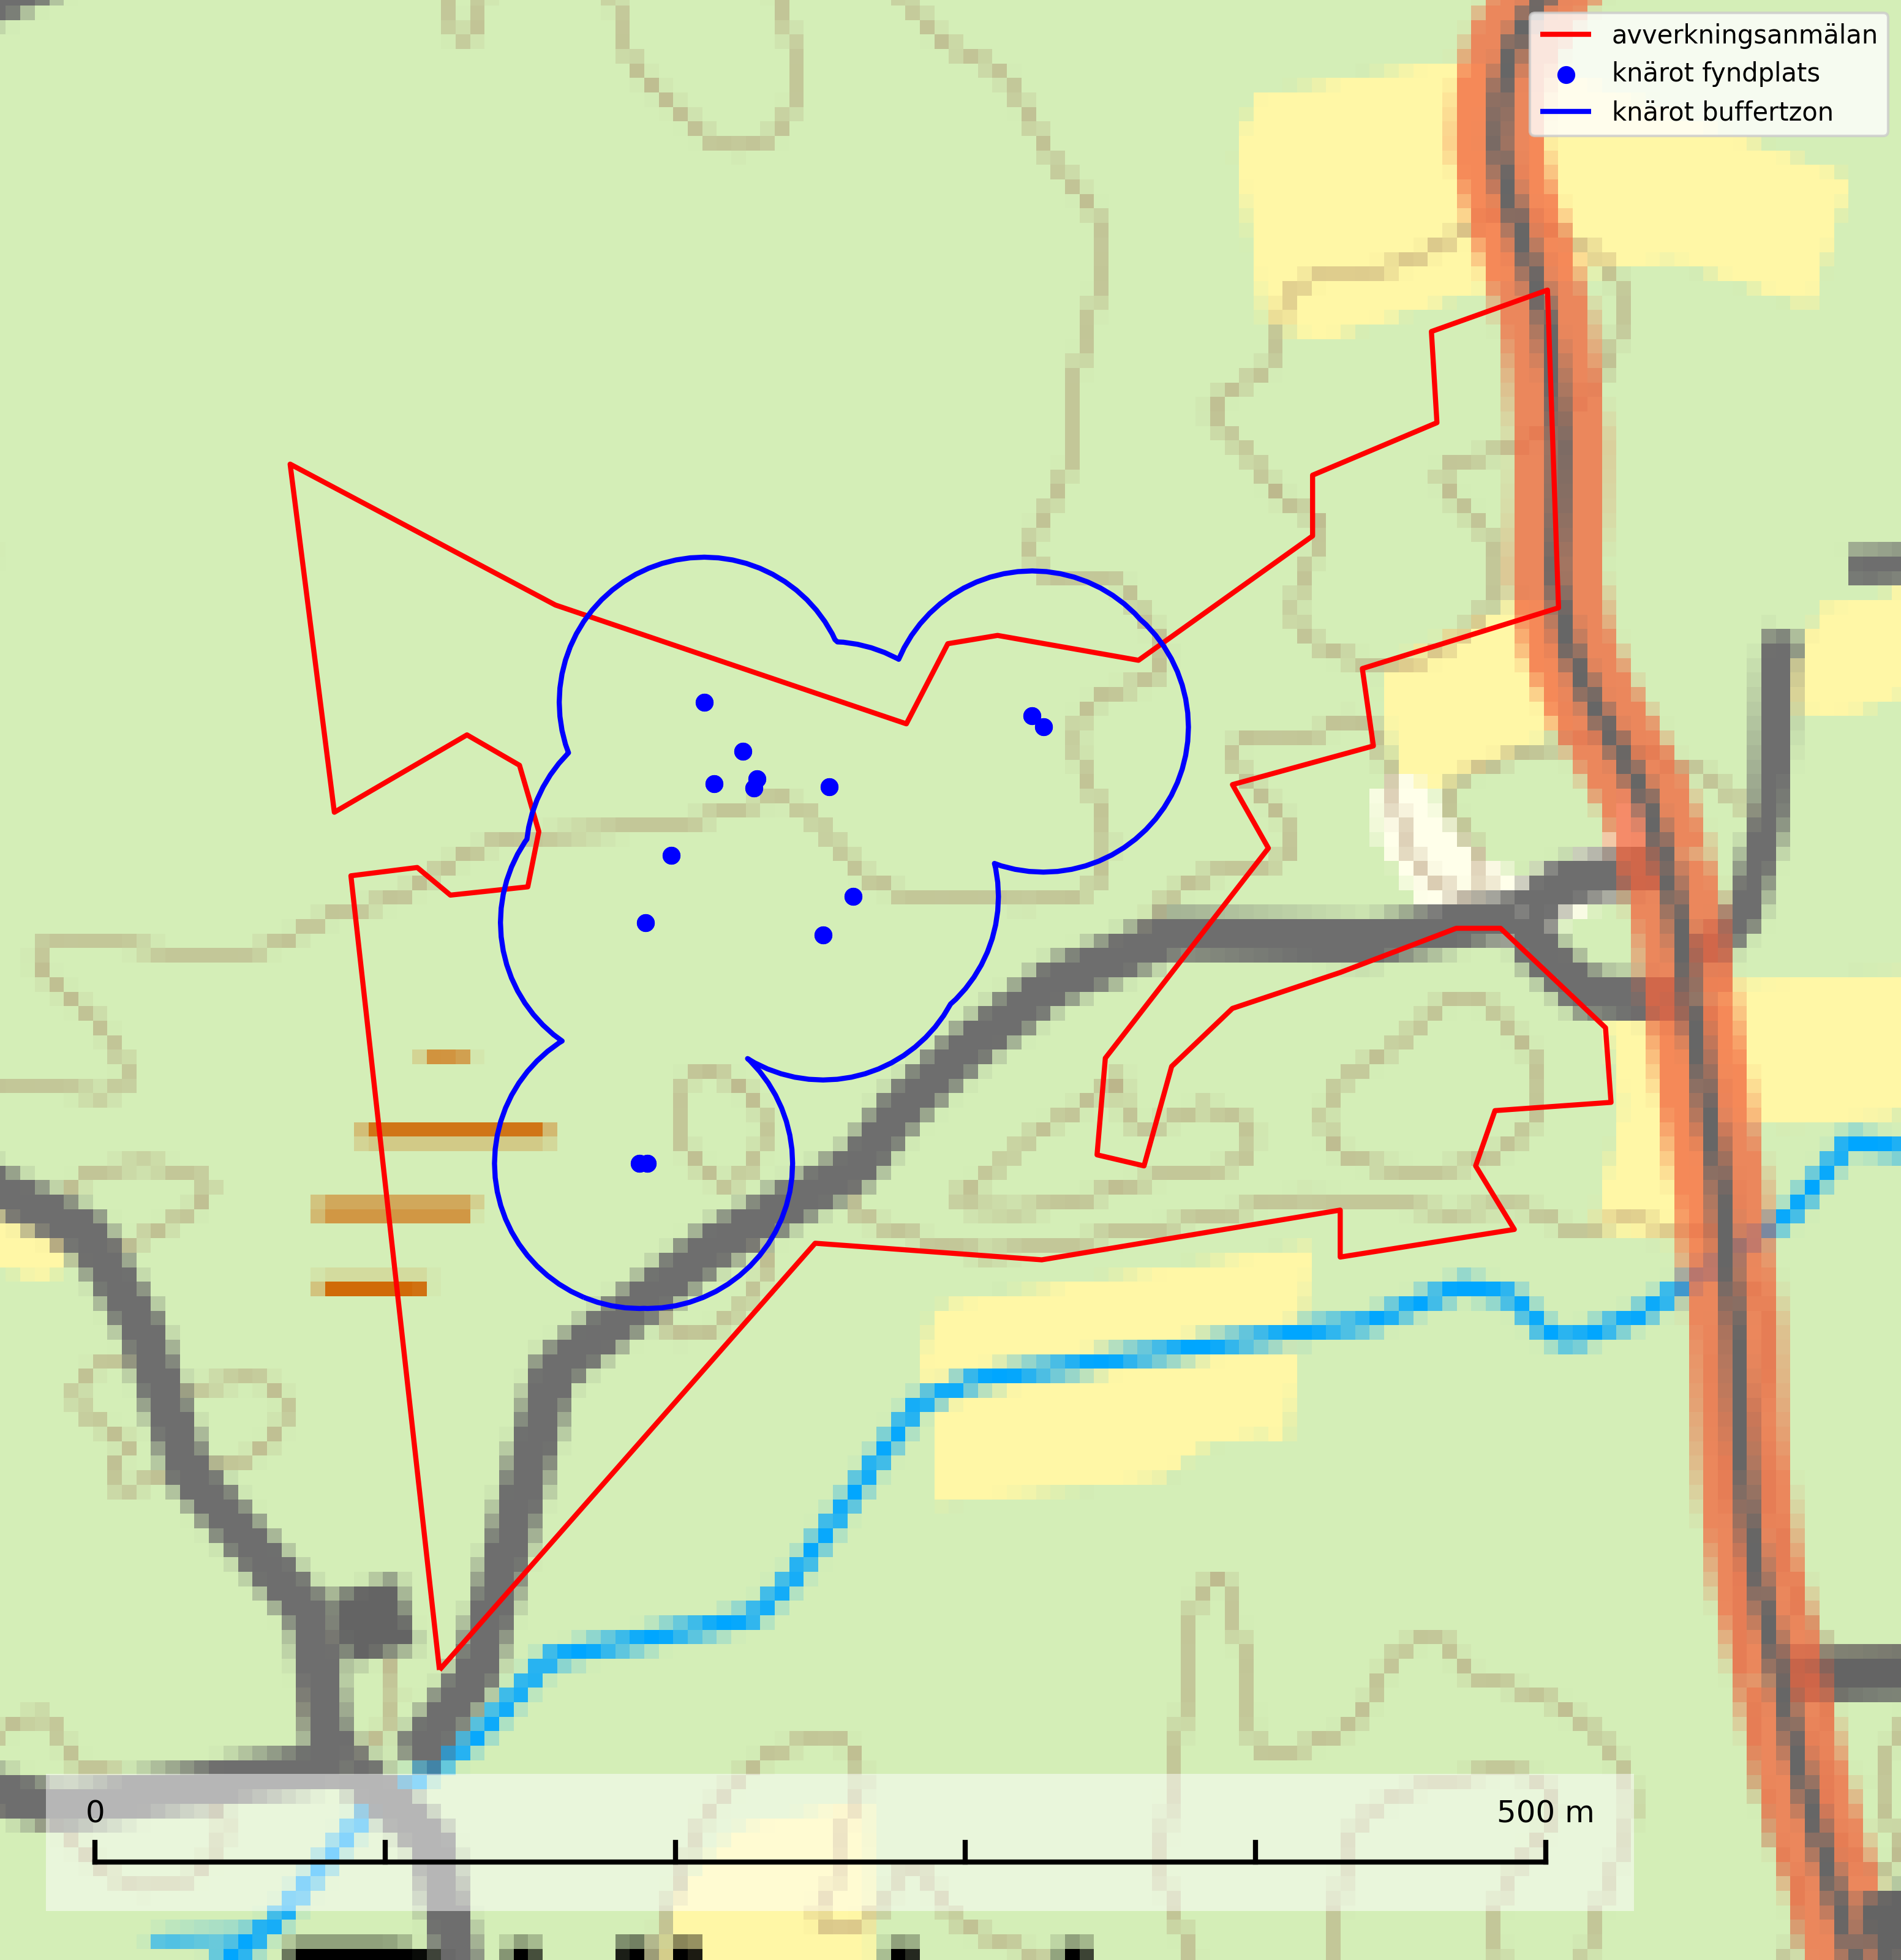 avverkningsanmälan
knärot fyndplats
knärot buffertzon
0
500 m